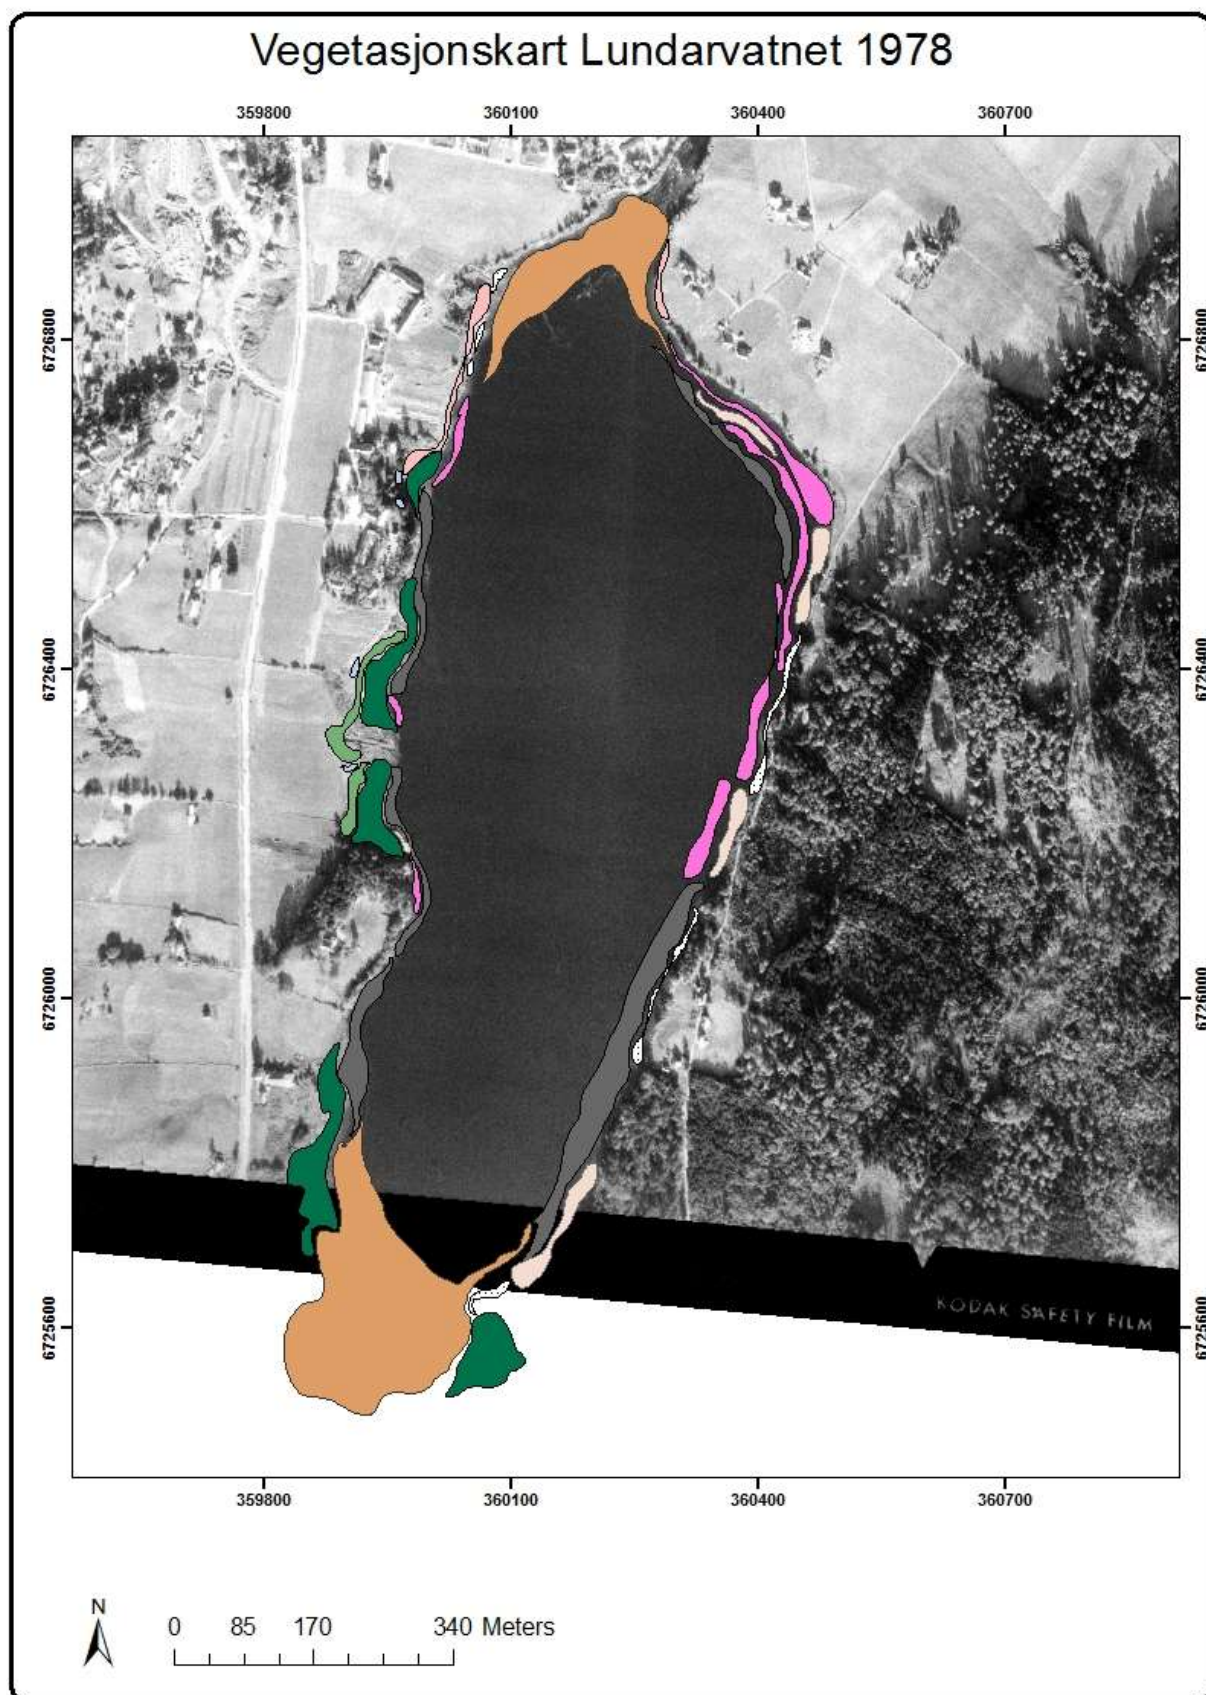 Vegetasjonskart Lundarvatnet 1978
359800 360100 360400 360700
6726800 6726800
6726400 6726400
6726000 6726000
6725600 6725600
KODAK SAFETY FILM
359800 360100 360400 360700
N
0 85 170 340 Meters